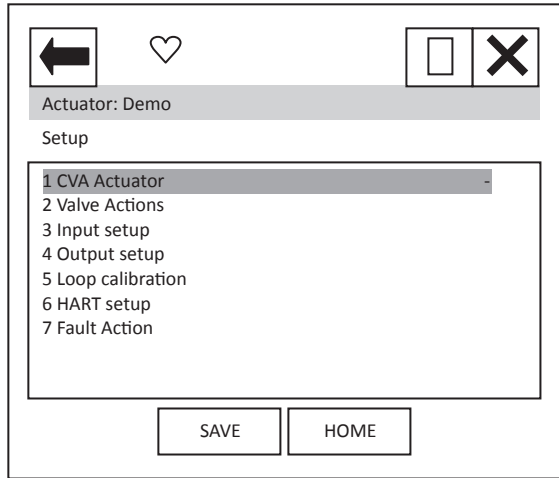 Actuator: Demo
Setup
1 CVA Actuator -
2 Valve Actions
3 Input setup
4 Output setup
5 Loop calibration
6 HART setup
7 Fault Action
SAVE HOME